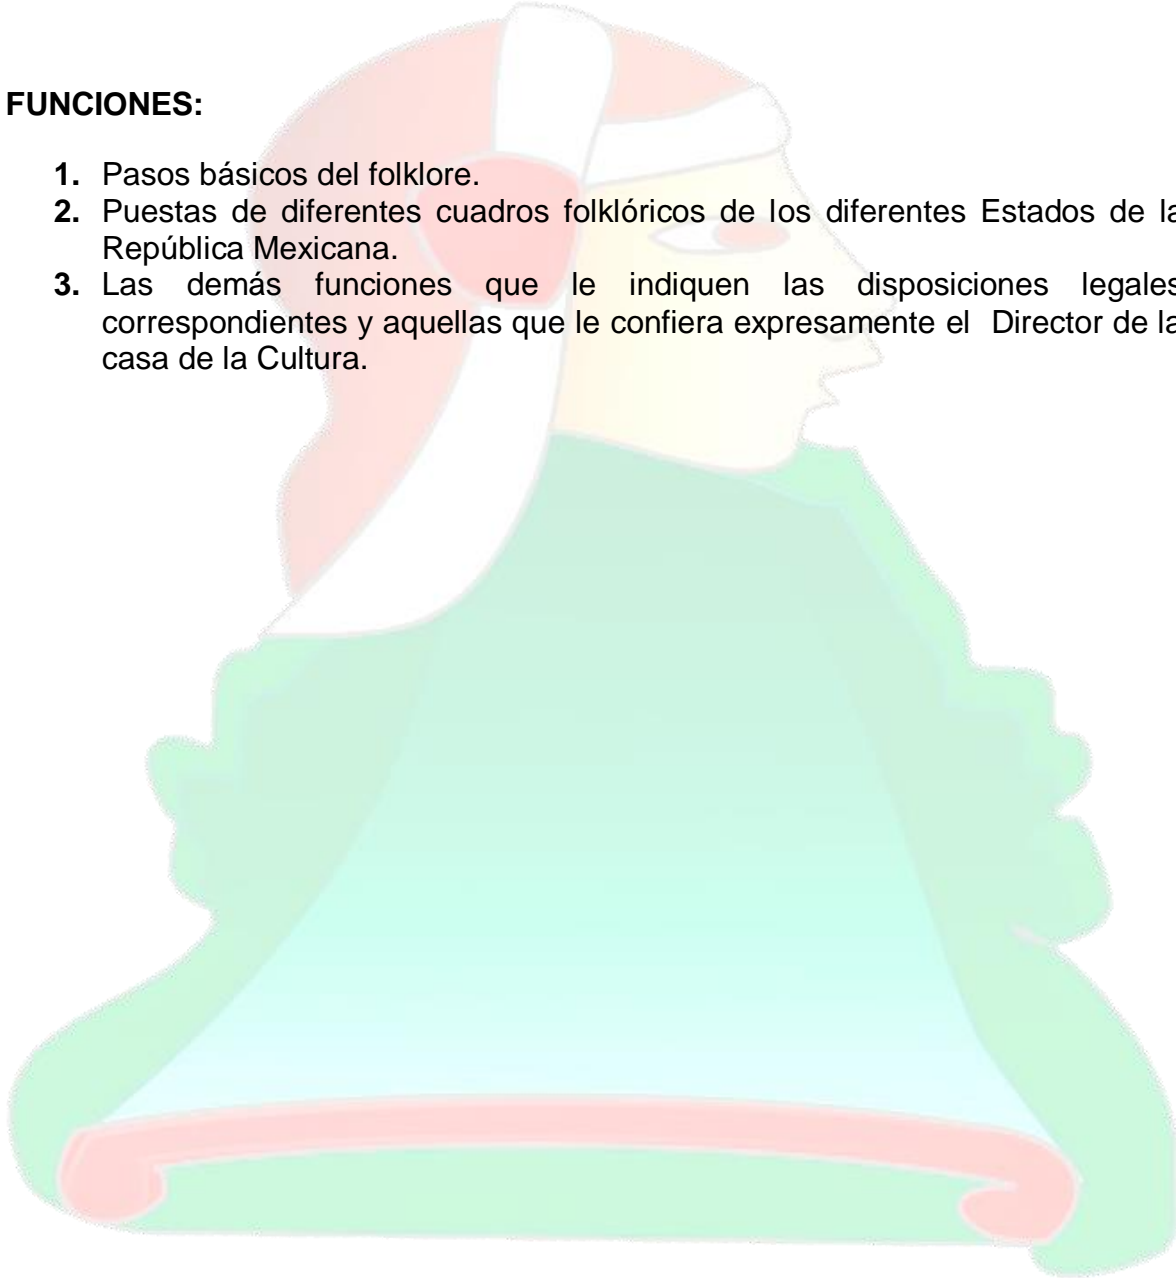 FUNCIONES:
1. Pasos básicos del folklore.
2. Puestas de diferentes cuadros folklóricos de los diferentes Estados de la
República Mexicana.
3. Las demás funciones que le indiquen las disposiciones legales
correspondientes y aquellas que le confiera expresamente el Director de la
casa de la Cultura.